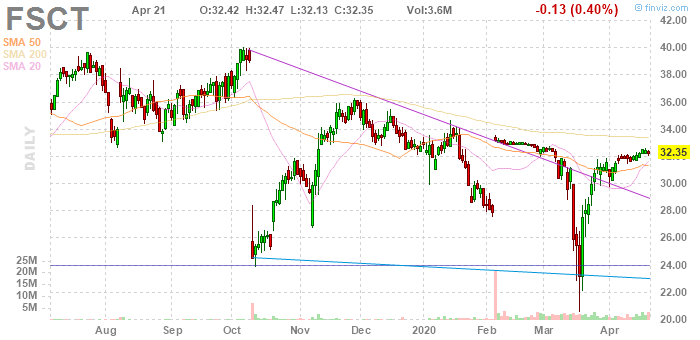 FSCT
Apr 21
O:32.42 H:32.47 L:32.13 C:32.35
Vol:3.6M
-0.13 (0.40%)
© finviz.com
SMA 50
SMA 200
SMA 20
DAILY
42.00
40.00
38.00
36.00
34.00
32.35
30.00
28.00
26.00
24.00
22.00
20.00
25M
20M
15M
10M
5M
Aug Sep Oct Nov Dec 2020 Feb Mar Apr